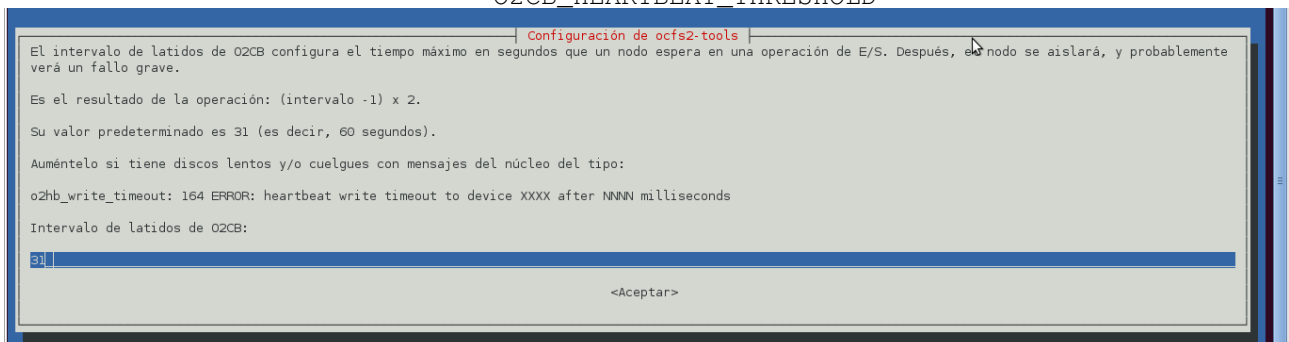 O2CB_HEARTBEAT_THRESHOLD
Configuración de ocfs2-tools
El intervalo de latidos de O2CB configura el tiempo máximo en segundos que un nodo espera en una operación de E/S. Después, el nodo se aislará, y probablemente
verá un fallo grave.
Es el resultado de la operación: (intervalo -1) x 2.
Su valor predeterminado es 31 (es decir, 60 segundos).
Auméntelo si tiene discos lentos y/o cuelgues con mensajes del núcleo del tipo:
o2hb_write_timeout: 164 ERROR: heartbeat write timeout to device XXXX after NNNN milliseconds
Intervalo de latidos de O2CB:
31
<Aceptar>